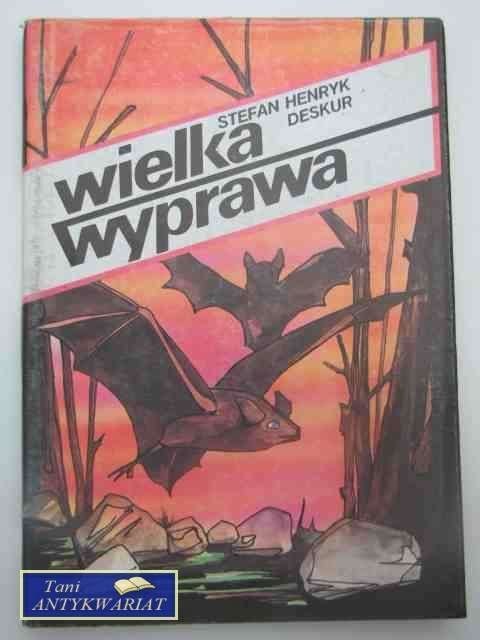 STEFAN HENRYK
DESKUR
wielka
wyprawa
Tani
ANTYKWARIAT